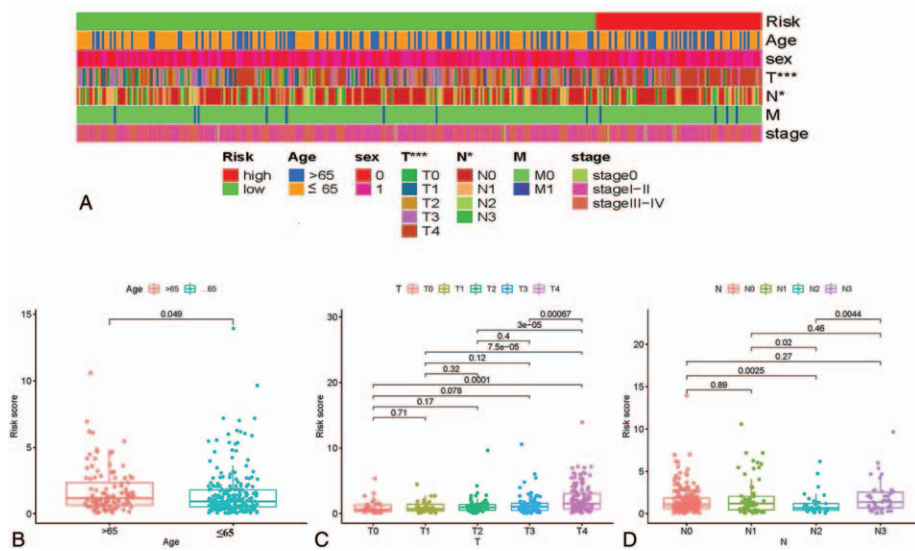 Risk
Age
sex
T***
N*
M
stage
Risk Age sex T*** N* M stage
high >65 0 T0 N0 M0 stage0
low ≤ 65 1 T1 N1 M1 stageI-II
T2 N2 stageIII-IV
T3 N3
T4
A
Age >65 ...65
15
10
5
0
Risk score
0.049
>65 ≤65
Age
B
T T0 T1 T2 T3 T4
30
20
10
0
Risk score
0.00067
3e-05
0.4
7.5e-05
0.12
0.32
0.0001
0.078
0.17
0.71
T0 T1 T2 T3 T4
T
C
N N0 N1 N2 N3
20
15
10
5
0
Risk score
0.0044
0.46
0.02
0.27
0.0025
0.89
N0 N1 N2 N3
N
D